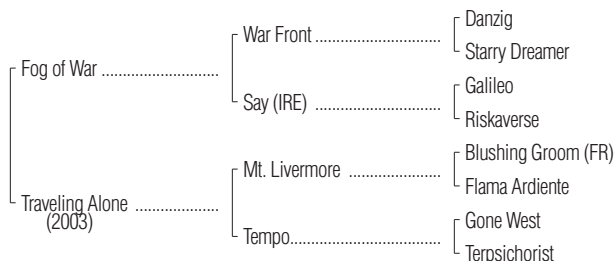 Danzig
War Front
Starry Dreamer
Fog of War
Galileo
Say (IRE)
Riskaverse
Blushing Groom (FR)
Mt. Livermore
Flama Ardiente
Traveling Alone
(2003)
Gone West
Tempo
Terpsichorist